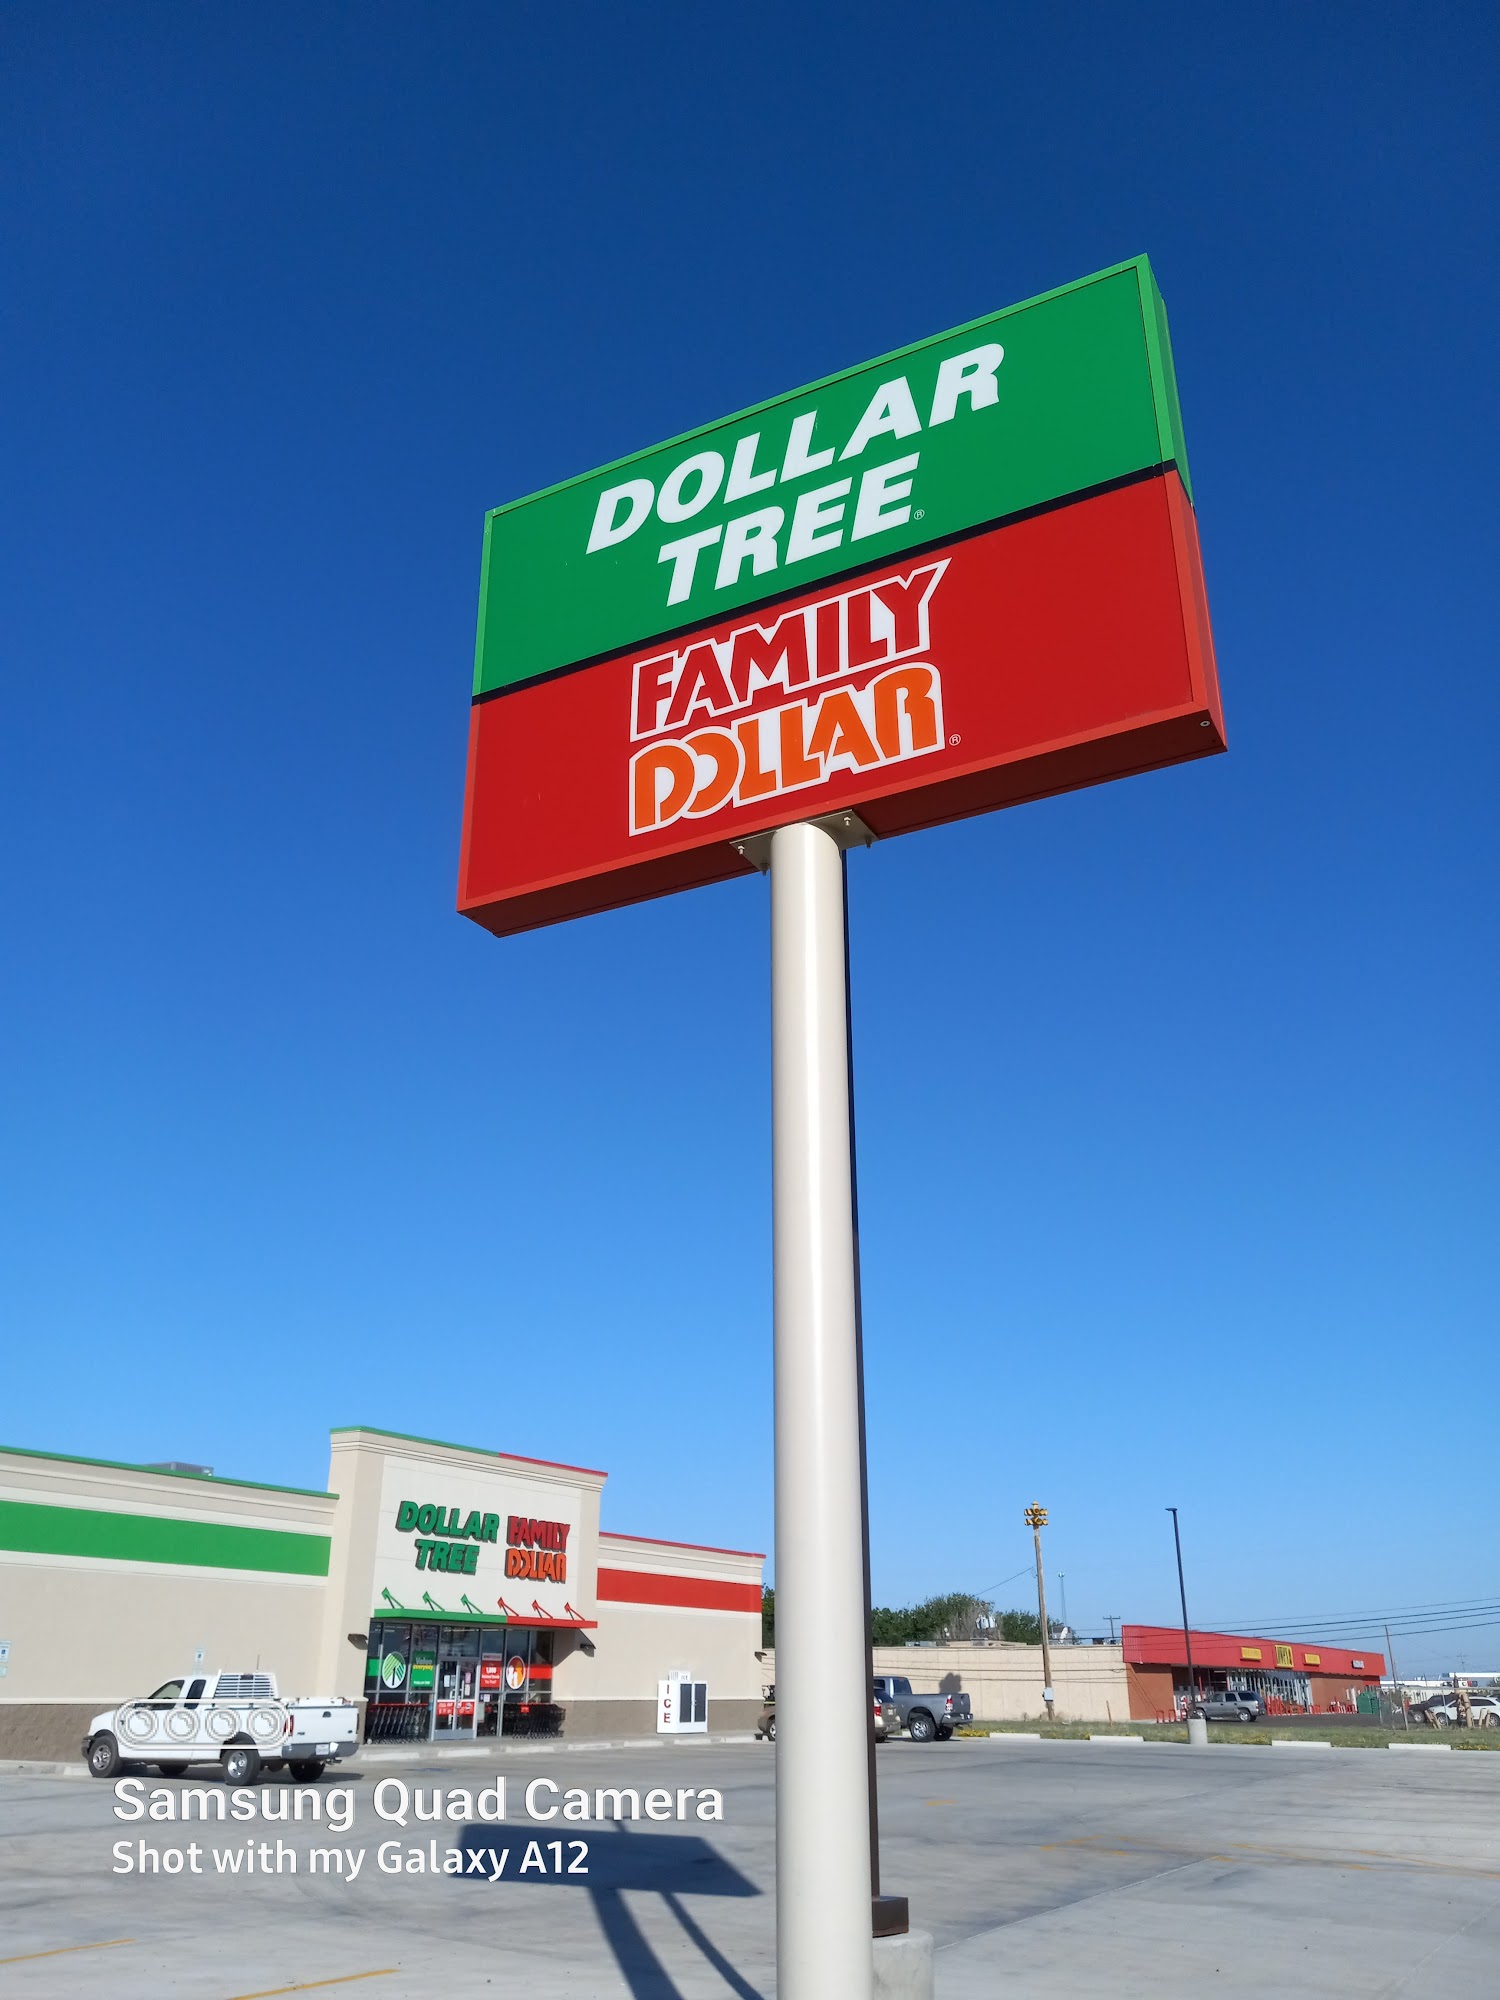 DOLLAR
TREE®
FAMILY
DOLLAR®
DOLLAR
TREE
FAMILY
DOLLAR
ICE
Samsung Quad Camera
Shot with my Galaxy A12